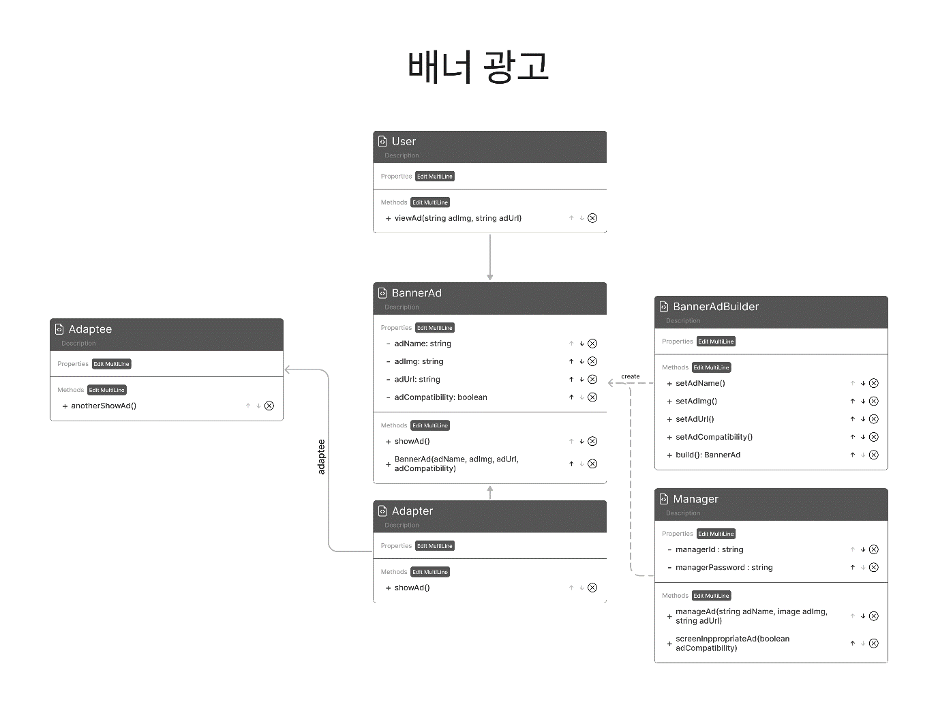 배너 광고
User
Description
Properties Edit MultiLine
Methods Edit MultiLine
+ viewAd(string adImg, string adUrl)
BannerAd
Description
Properties Edit MultiLine
- adName: string
- adImg: string
- adUrl: string
- adCompatibility: boolean
Methods Edit MultiLine
+ showAd()
+ BannerAd(adName, adImg, adUrl,
adCompatibility)
Adapter
Description
Properties Edit MultiLine
Methods Edit MultiLine
+ showAd()
Adaptee
Description
Properties Edit MultiLine
Methods Edit MultiLine
+ anotherShowAd()
adaptee
create
BannerAdBuilder
Description
Properties Edit MultiLine
Methods Edit MultiLine
+ setAdName()
+ setAdImg()
+ setAdUrl()
+ setAdCompatibility()
+ build(): BannerAd
Manager
Description
Properties Edit MultiLine
- managerId : string
- managerPassword : string
Methods Edit MultiLine
+ manageAd(string adName, image adImg,
string adUrl)
+ screenInppropriateAd(boolean
adCompatibility)